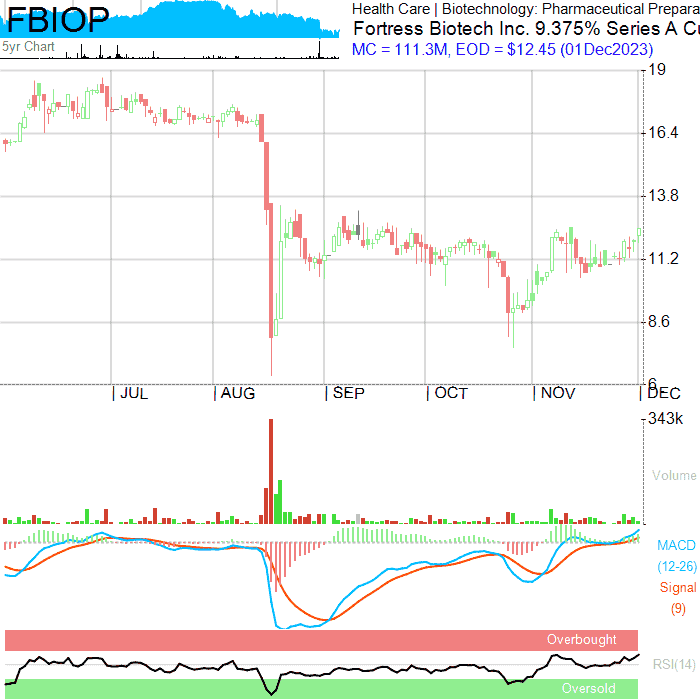 FBIOP
5yr Chart
Health Care | Biotechnology: Pharmaceutical Prepara
Fortress Biotech Inc. 9.375% Series A Cu
MC = 111.3M, EOD = $12.45 (01Dec2023)
19
16.4
13.8
11.2
8.6
6
JUL
AUG
SEP
OCT
NOV
DEC
343k
Volume
MACD
(12-26)
Signal
(9)
Overbought
RSI(14)
Oversold